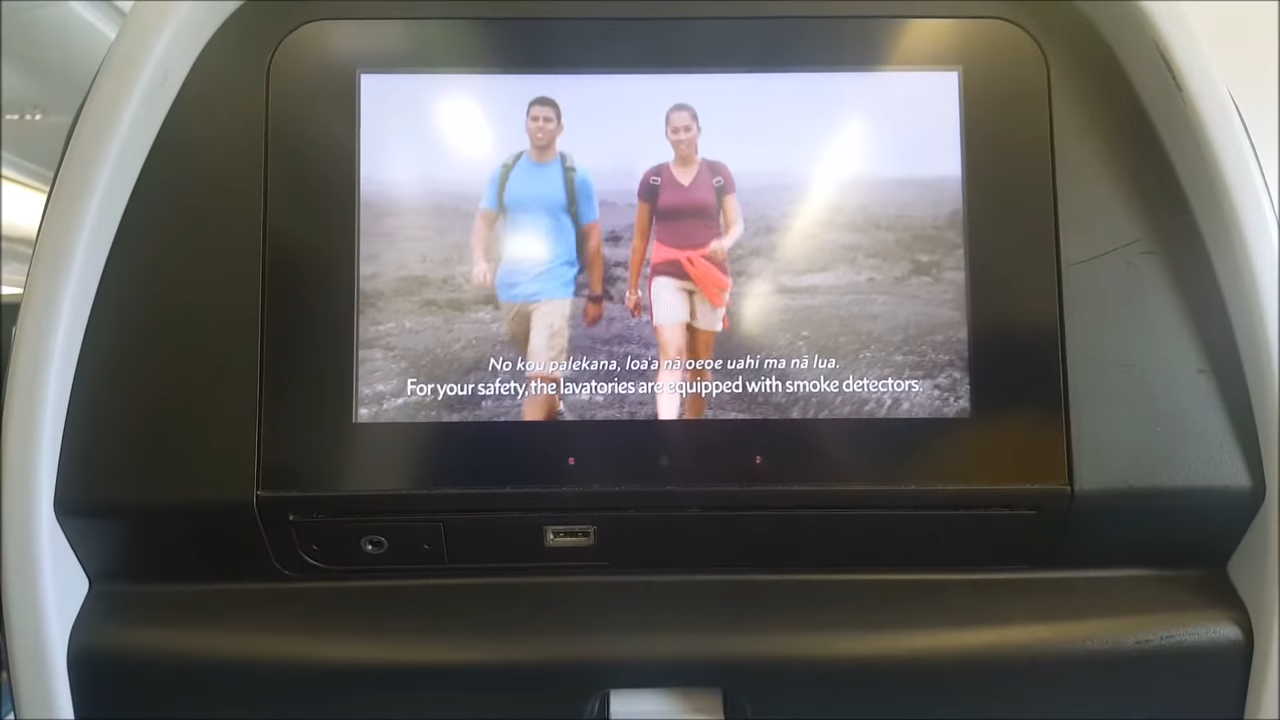 No kou palekana, loaʻa nā oeoe uahi ma nā lua.
For your safety, the lavatories are equipped with smoke detectors.